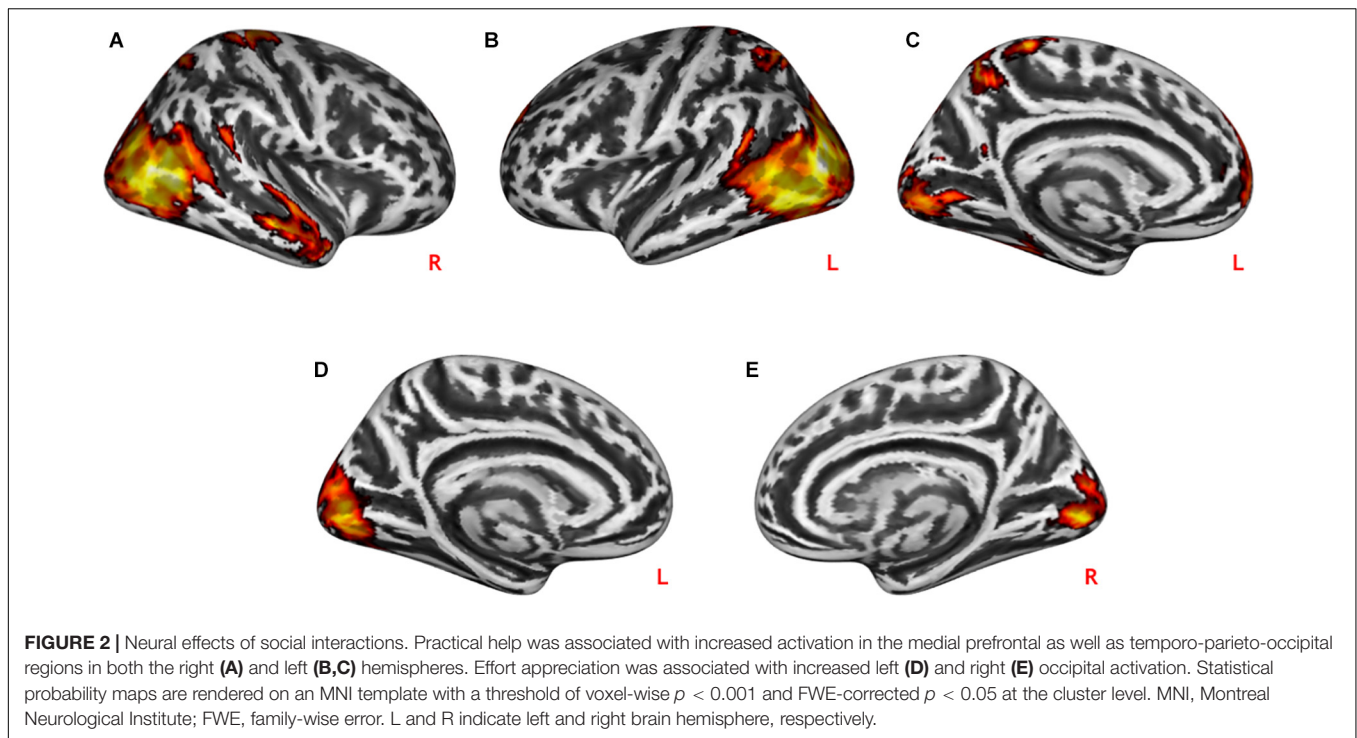 A
B
C
R
L
L
D
E
L
R
FIGURE 2 | Neural effects of social interactions. Practical help was associated with increased activation in the medial prefrontal as well as temporo-parieto-occipital
regions in both the right (A) and left (B,C) hemispheres. Effort appreciation was associated with increased left (D) and right (E) occipital activation. Statistical
probability maps are rendered on an MNI template with a threshold of voxel-wise p < 0.001 and FWE-corrected p < 0.05 at the cluster level. MNI, Montreal
Neurological Institute; FWE, family-wise error. L and R indicate left and right brain hemisphere, respectively.